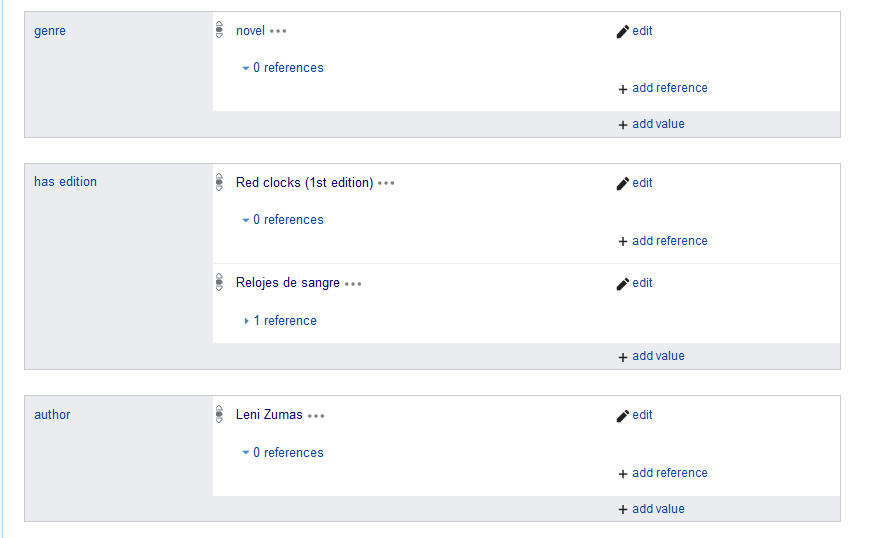 genre
novel
edit
0 references
+ add reference
+ add value
has edition
Red clocks (1st edition)
edit
0 references
+ add reference
Relojes de sangre
edit
1 reference
+ add value
author
Leni Zumas
edit
0 references
+ add reference
+ add value